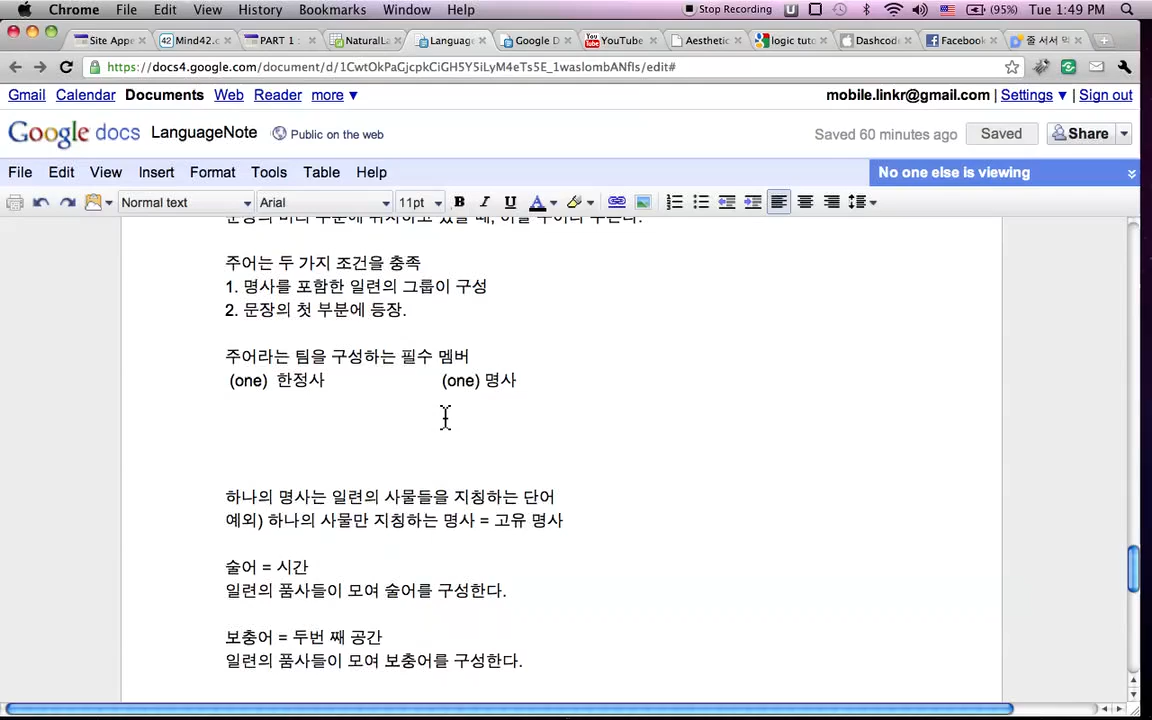 Chrome File Edit View History Bookmarks Window Help Stop Recording (95%) Tue 1:49 PM
Site Appe Mind42.c PART 1 : NaturalLa Language Google D YouTube Aesthetic logic tuto Dashcod Facebook 줄 서서 먹
https://docs4.google.com/document/d/1CwtOkPaGjcpkCiGH5Y5iLyM4eTs5E_1waslombANfIs/edit#
Gmail Calendar Documents Web Reader more ▼ mobile.linkr@gmail.com | Settings ▼ | Sign out
Google docs LanguageNote Public on the web Saved 60 minutes ago Saved Share
File Edit View Insert Format Tools Table Help No one else is viewing
Normal text Arial 11pt B I U A
주어는 두 가지 조건을 충족
1. 명사를 포함한 일련의 그룹이 구성
2. 문장의 첫 부분에 등장.
주어라는 팀을 구성하는 필수 멤버
(one) 한정사 (one) 명사
하나의 명사는 일련의 사물들을 지칭하는 단어
예외) 하나의 사물만 지칭하는 명사 = 고유 명사
술어 = 시간
일련의 품사들이 모여 술어를 구성한다.
보충어 = 두번 째 공간
일련의 품사들이 모여 보충어를 구성한다.